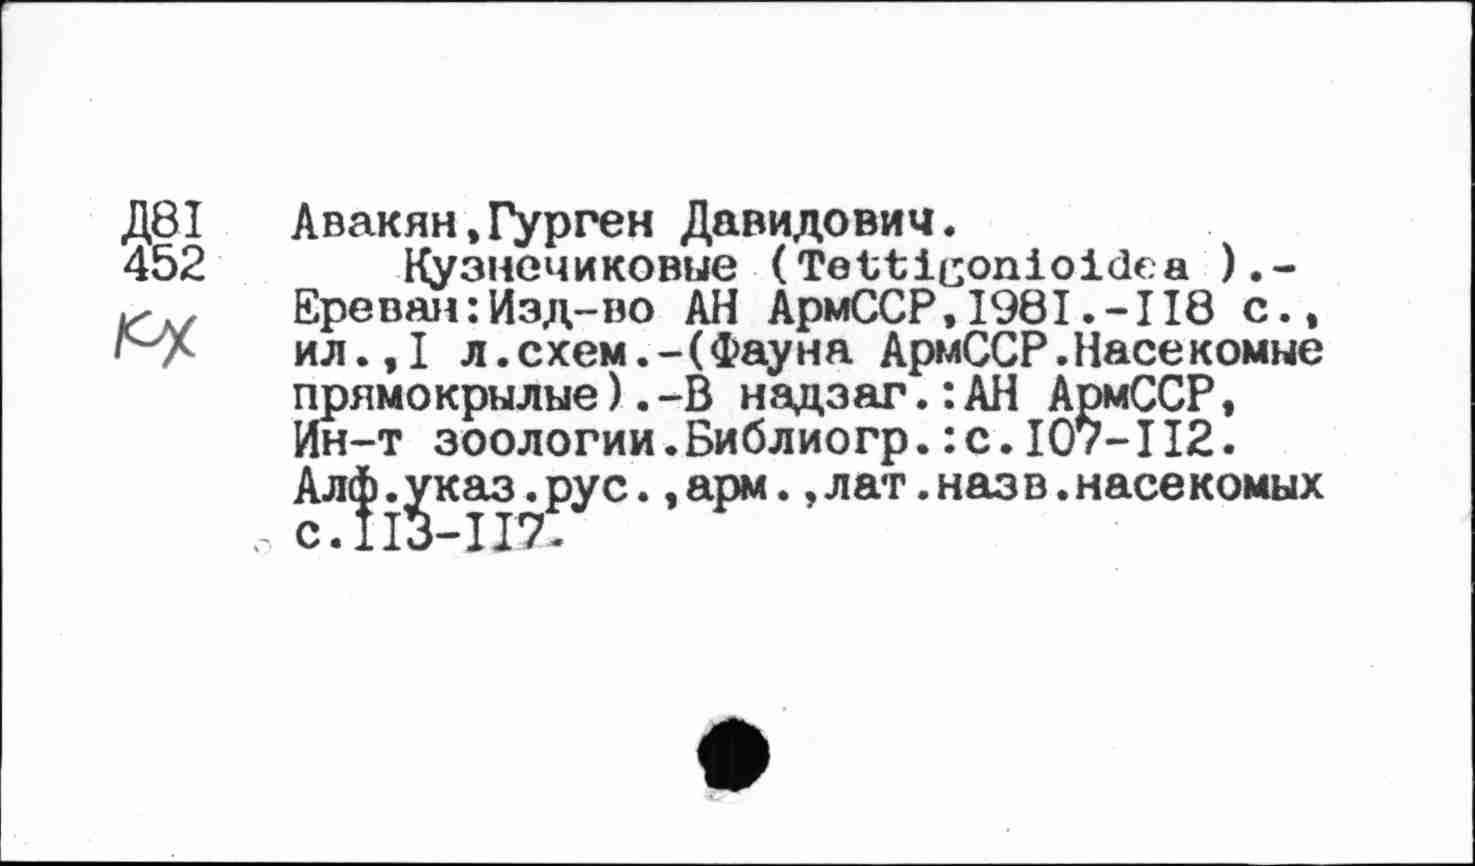 Д81 Авакян,Гурген Давидович.
452 Кузнечиковые (Tettigonioidea ).-
Ереван:Изд-во АН АрмССР,1981.-118 с.,
КХ
ил.,1 л.схем.-(Фауна АрмССР.Насекомые
прямокрылые).-В надзаг.:АН АрмССР,
Ин-т зоологии.Библиогр.:с.107-112.
Алф.указ.рус.,арм.,лат.назв.насекомых
с.113-117.